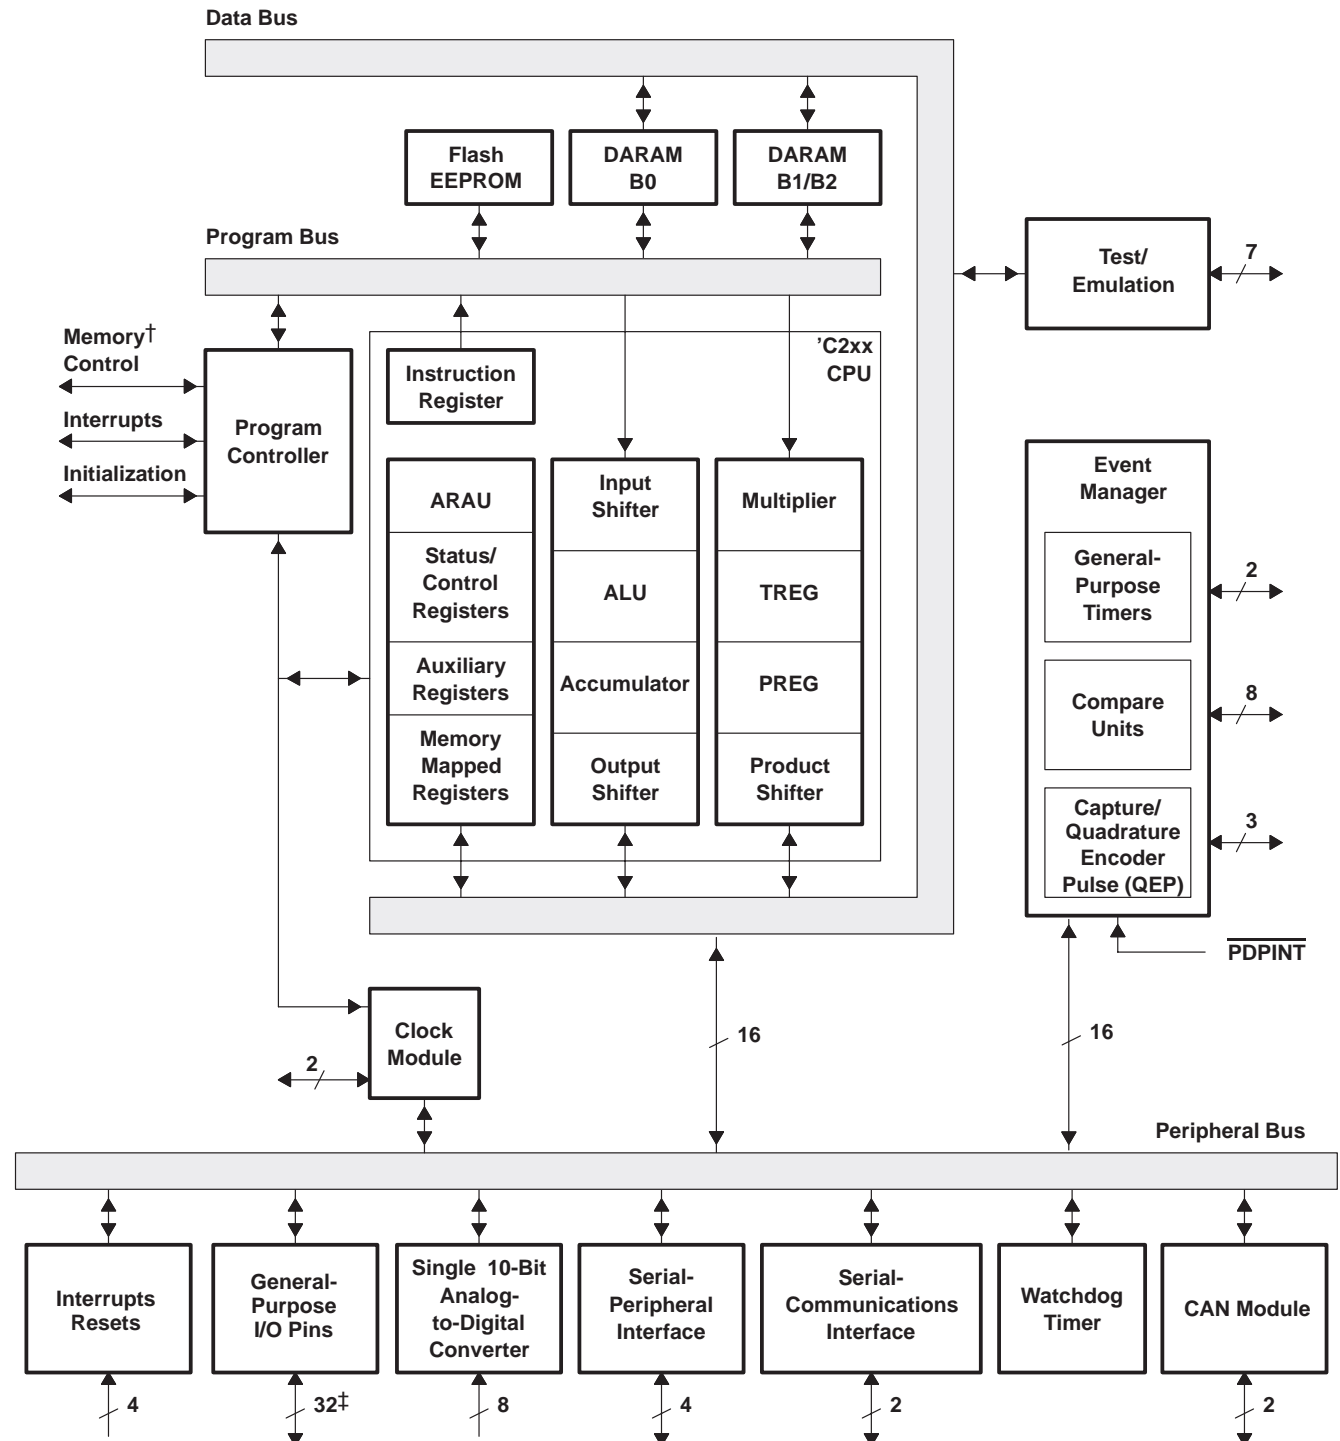 Data Bus
Flash
EEPROM
DARAM
B0
DARAM
B1/B2
Program Bus
Test/
Emulation
7
Memory†
Control
Interrupts
Initialization
Program
Controller
Instruction
Register
'C2xx
CPU
ARAU
Status/
Control
Registers
Auxiliary
Registers
Memory
Mapped
Registers
Input
Shifter
ALU
Accumulator
Output
Shifter
Multiplier
TREG
PREG
Product
Shifter
Event
Manager
General-
Purpose
Timers
2
Compare
Units
8
Capture/
Quadrature
Encoder
Pulse (QEP)
3
PDPINT
Clock
Module
2
16
16
Peripheral Bus
Interrupts
Resets
General-
Purpose
I/O Pins
Single 10-Bit
Analog-
to-Digital
Converter
Serial-
Peripheral
Interface
Serial-
Communications
Interface
Watchdog
Timer
CAN Module
4
32‡
8
4
2
2